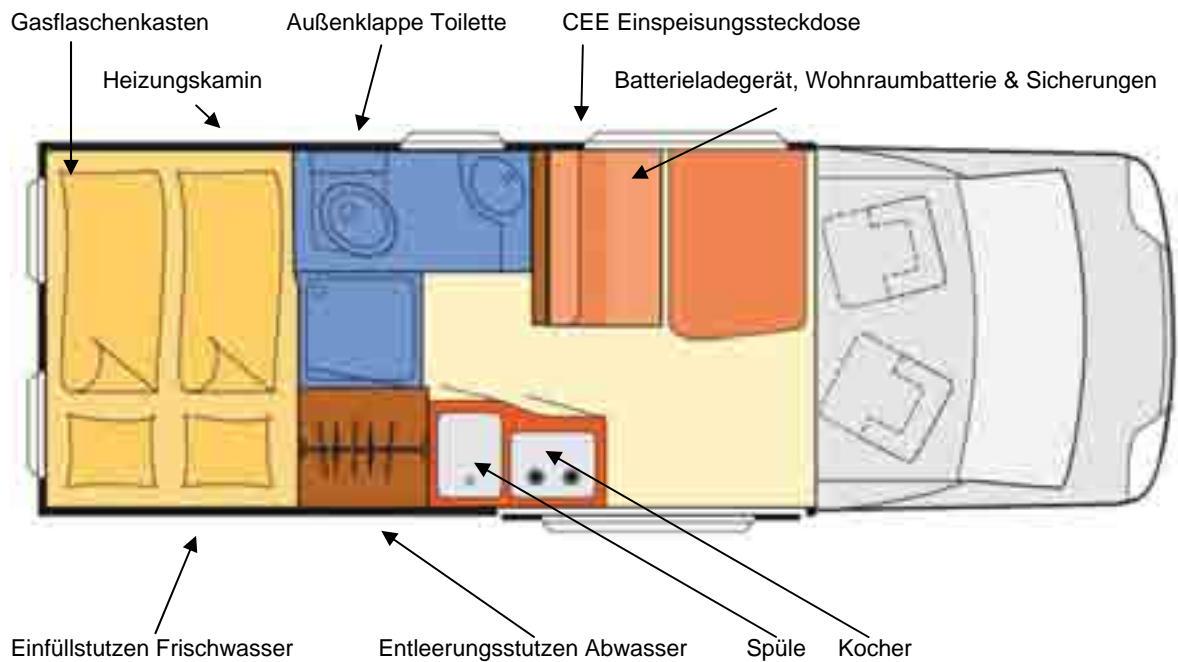 Gasflaschenkasten
Außenklappe Toilette
CEE Einspeisungssteckdose
Heizungskamin
Batterieladegerät, Wohnraumbatterie & Sicherungen
Einfüllstutzen Frischwasser
Entleerungsstutzen Abwasser
Spüle
Kocher